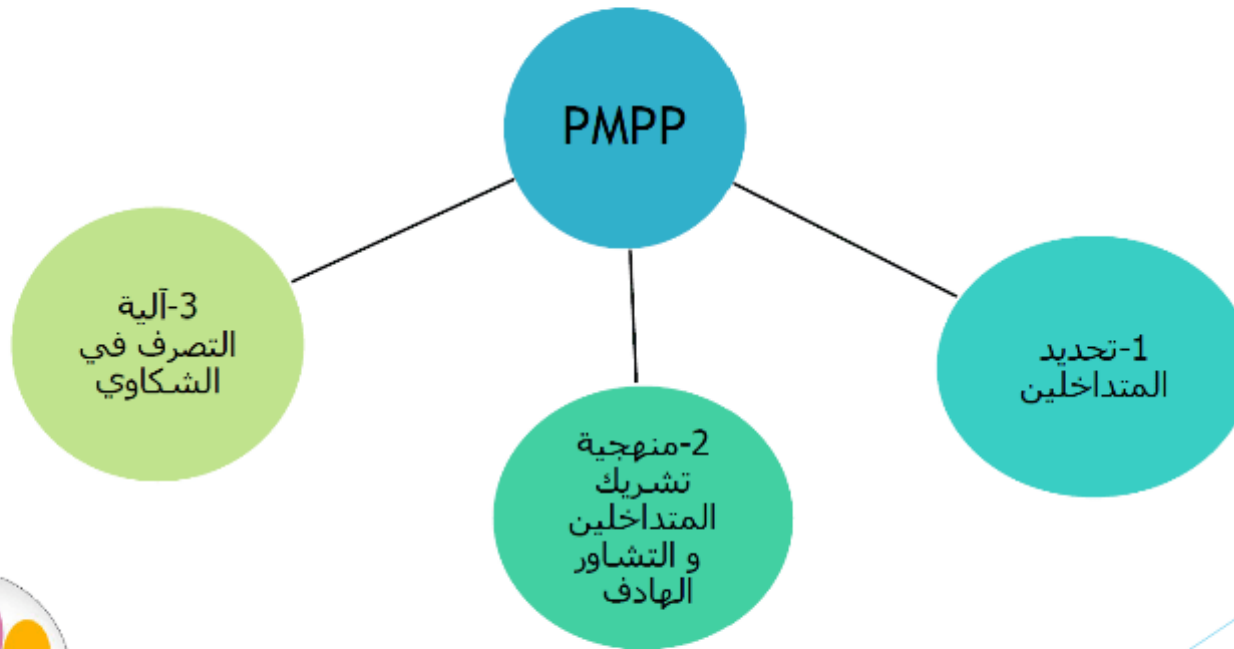 PMPP
1-تحديد
المتداخلين
2-منهجية
تشريك
المتداخلين
و التشاور
الهادف
3-آلية
التصرف في
الشكاوي